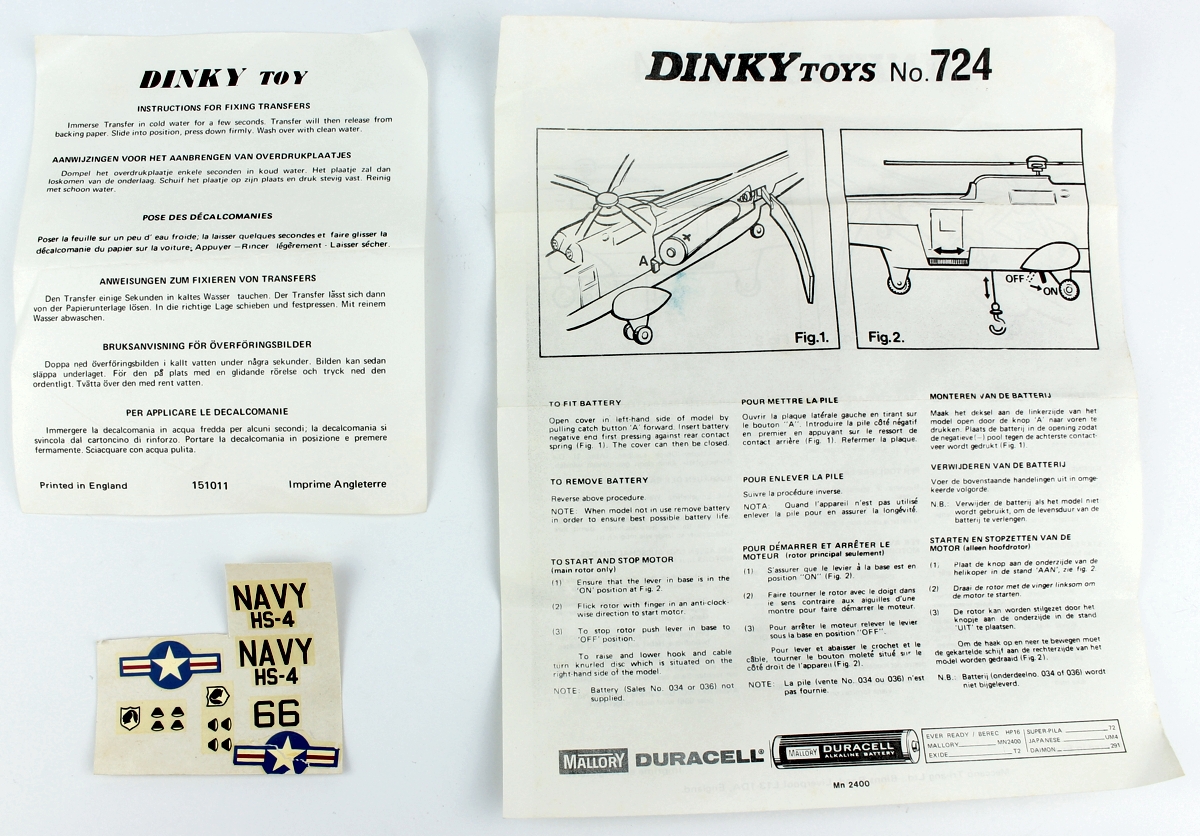 DINKY TOY
INSTRUCTIONS FOR FIXING TRANSFERS
Immerse Transfer in cold water for a few seconds. Transfer will then release from
backing paper. Slide into position, press down firmly. Wash over with clean water.
AANWIJZINGEN VOOR HET AANBRENGEN VAN OVERDRUKPLAATJES
Dompel het overdrukplaatje enkele seconden in koud water. Het plaatje zal dan
loskomen van de onderlaag. Schuif het plaatje op zijn plaats en druk stevig vast. Reinig
met schoon water.
POSE DES DÉCALCOMANIES
Poser la feuille sur un peu d' eau froide; la laisser quelques secondes et faire glisser la
décalcomanie du papier sur la voiture; Appuyer – Rincer légêrement - Laisser sécher.
ANWEISUNGEN ZUM FIXIEREN VON TRANSFERS
Den Transfer einige Sekunden in kaltes Wasser tauchen. Der Transfer lässt sich dann
von der Papierunterlage lösen. In die richtige Lage schieben und festpressen. Mit reinem
Wasser abwaschen.
BRUKSANVISNING FÖR ÖVERFÖRINGSBILDER
Doppa ned överföringsbilden i kallt vatten under några sekunder. Bilden kan sedan
släppa underlaget. För den på plats med en glidande rörelse och tryck ned den
ordentligt. Tvätta över den med rent vatten.
PER APPLICARE LE DECALCOMANIE
Immergere la decalcomania in acqua fredda per alcuni secondi; la decalcomania si
svincola dal cartoncino di rinforzo. Portare la decalcomania in posizione e premere
fermamente. Sciacquare con acqua pulita.
Printed in England 151011 Imprime Angleterre
NAVY
HS-4
NAVY
HS-4
66
DINKY TOYS No. 724
A
Fig.1.
OFF
ON
Fig.2.
TO FIT BATTERY
Open cover in left-hand side of model by
pulling catch button 'A' forward. Insert battery
negative end first pressing against rear contact
spring (Fig. 1). The cover can then be closed.
TO REMOVE BATTERY
Reverse above procedure.
NOTE: When model not in use remove battery
in order to ensure best possible battery life.
TO START AND STOP MOTOR
(main rotor only)
(1) Ensure that the lever in base is in the
'ON' position at Fig. 2.
(2) Flick rotor with finger in an anti-clock-
wise direction to start motor.
(3) To stop rotor push lever in base to
'OFF' position.
To raise and lower hook and cable
turn knurled disc which is situated on the
right-hand side of the model.
NOTE Battery (Sales No. 034 or 036) not
supplied.
POUR METTRE LA PILE
Ouvrir la plaque latérale gauche en tirant sur
le bouton "A". Introduire la pile côté négatif
en premier en appuyant sur le ressort de
contact arrière (Fig. 1). Refermer la plaque.
POUR ENLEVER LA PILE
Suivre la procédure inverse.
NOTA: Quand l'appareil n'est pas utilisé
enlever la pile pour en assurer la longévité.
POUR DÉMARRER ET ARRÊTER LE
MOTEUR (rotor principal seulement)
(1) S'assurer que le levier à la base est en
position "ON" (Fig. 2).
(2) Faire tourner le rotor avec le doigt dans
le sens contraire aux aiguilles d'une
montre pour faire démarrer le moteur.
(3) Pour arrêter le moteur relever le levier
sous la base en position "OFF".
Pour lever et abaisser le crochet et le
câble, tourner le bouton moleté situé sur le
côté droit de l'appareil (Fig. 2).
NOTE: La pile (vente No. 034 ou 036) n'est
pas fournie.
MONTEREN VAN DE BATTERIJ
Maak het deksel aan de linkerzijde van het
model open door de knop 'A' naar voren te
drukken. Plaats de batterij in de opening zodat
de negatieve (–) pool tegen de achterste contact-
veer wordt gedrukt (Fig. 1).
VERWIJDEREN VAN DE BATTERIJ
Voer de bovenstaande handelingen uit in omge-
keerde volgorde.
N.B.: Verwijder de batterij als het model niet
wordt gebruikt, om de levensduur van de
batterij te verlengen.
STARTEN EN STOPZETTEN VAN DE
MOTOR (alleen hoofdrotor)
(1) Plaat de knop aan de onderzijde van de
helikoper in de stand "AAN", zie fig. 2.
(2) Draai de rotor met de vinger linksom om
de motor te starten.
(3) De rotor kan worden stilgezet door het
knopje aan de onderzijde in de stand
"UIT" te plaatsen.
Om de haak op en neer te bewegen moet
de gekartelde schijf aan de rechterzijde van het
model worden gedraaid (Fig. 2).
N.B.: Batterij (onderdeelno. 034 of 036) wordt
niet bijgeleverd.
MALLORY DURACELL®
MALLORY DURACELL
ALKALINE BATTERY
EVER READY / BEREC HP16
MALLORY MN2400
EXIDE T2
SUPER-PILA 72
JAPANESE UM4
DAIMON 291
Mn 2400